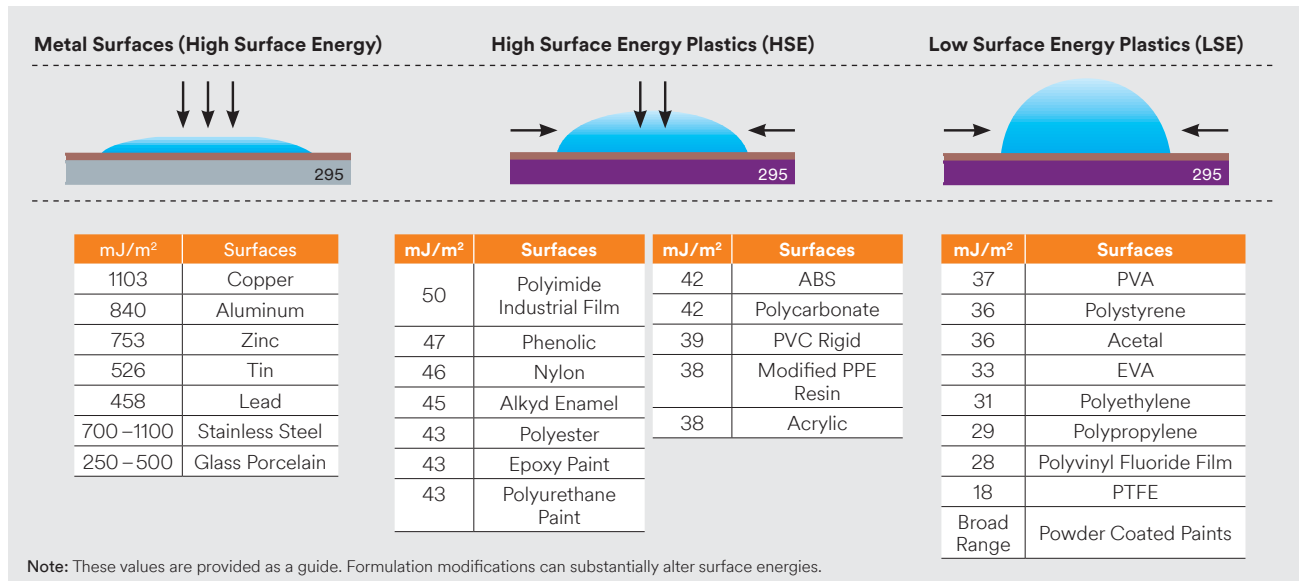 Metal Surfaces (High Surface Energy)
High Surface Energy Plastics (HSE)
Low Surface Energy Plastics (LSE)
295
295
295
mJ/m² Surfaces
1103 Copper
840 Aluminum
753 Zinc
526 Tin
458 Lead
700–1100 Stainless Steel
250–500 Glass Porcelain
mJ/m² Surfaces
50 Polyimide
Industrial Film
47 Phenolic
46 Nylon
45 Alkyd Enamel
43 Polyester
43 Epoxy Paint
43 Polyurethane
Paint
mJ/m² Surfaces
42 ABS
42 Polycarbonate
39 PVC Rigid
38 Modified PPE
Resin
38 Acrylic
mJ/m² Surfaces
37 PVA
36 Polystyrene
36 Acetal
33 EVA
31 Polyethylene
29 Polypropylene
28 Polyvinyl Fluoride Film
18 PTFE
Broad
Range
Powder Coated Paints
Note: These values are provided as a guide. Formulation modifications can substantially alter surface energies.